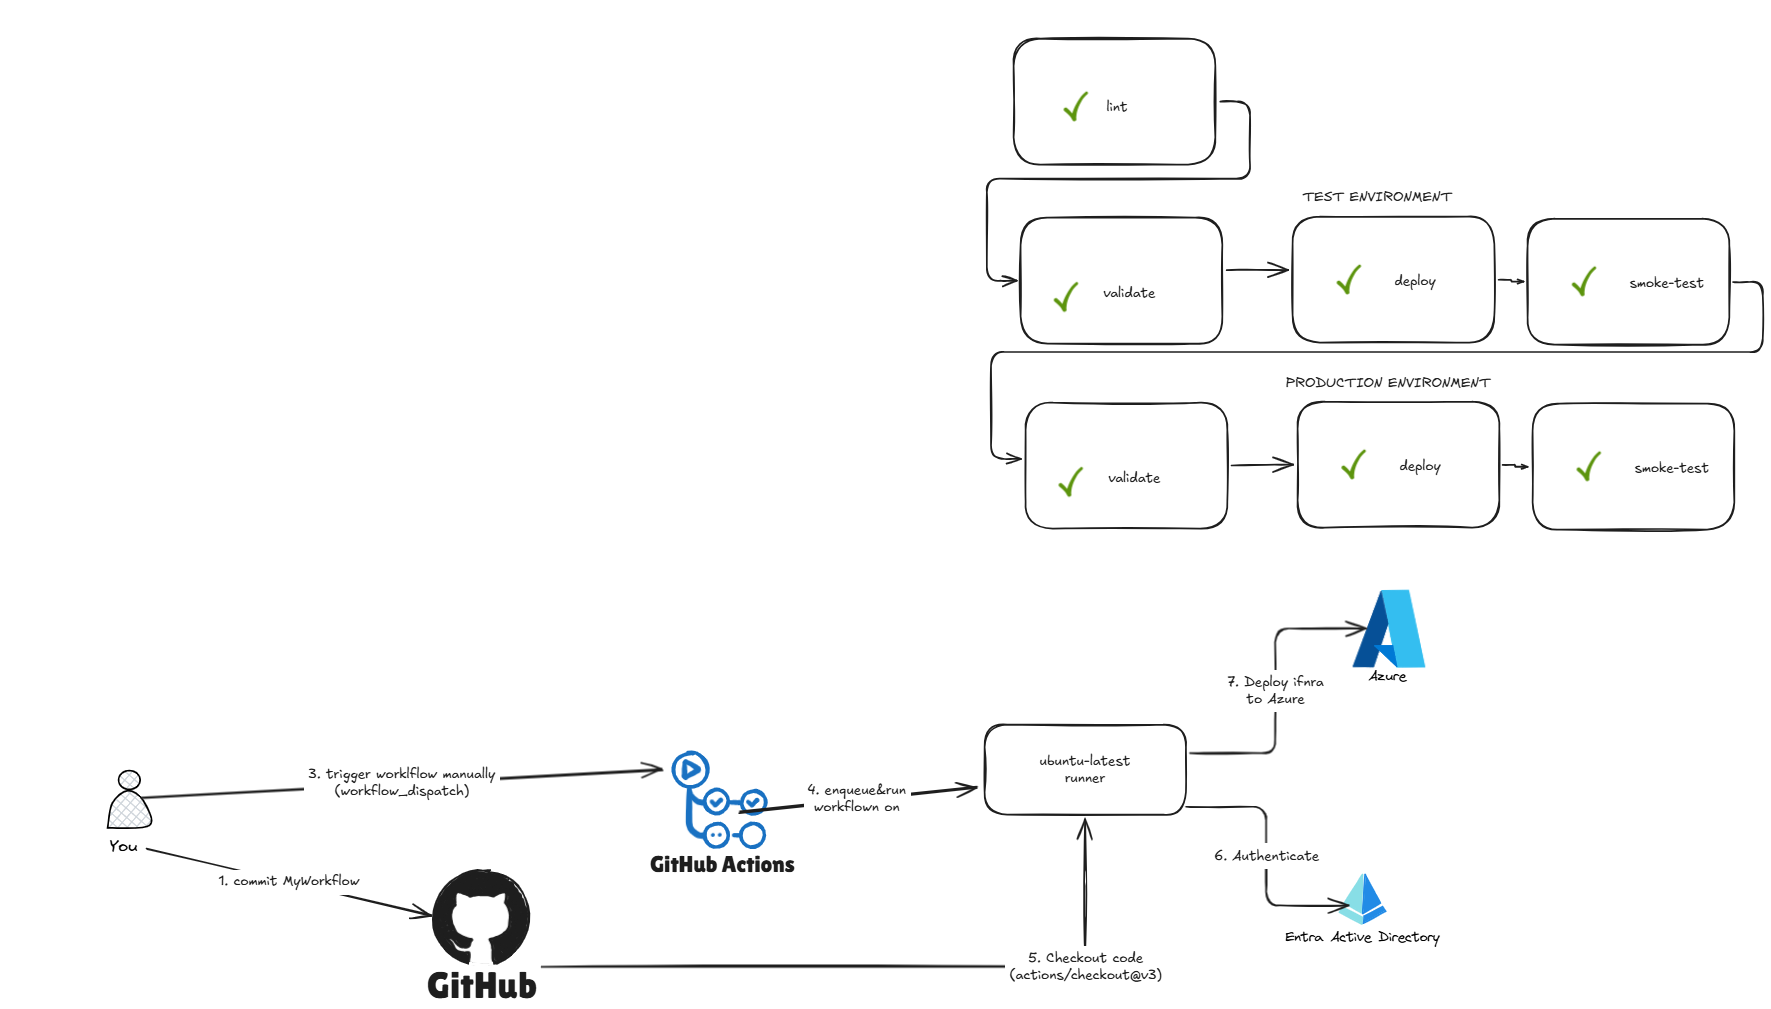 lint
TEST ENVIRONMENT
validate
deploy
smoke-test
PRODUCTION ENVIRONMENT
validate
deploy
smoke-test
Azure
7. Deploy ifnra
to Azure
ubuntu-latest
runner
3. trigger worklflow manually
(workflow_dispatch)
4. enqueue&run
workflown on
You
GitHub Actions
1. commit MyWorkflow
6. Authenticate
Entra Active Directory
GitHub
5. Checkout code
(actions/checkout@v3)